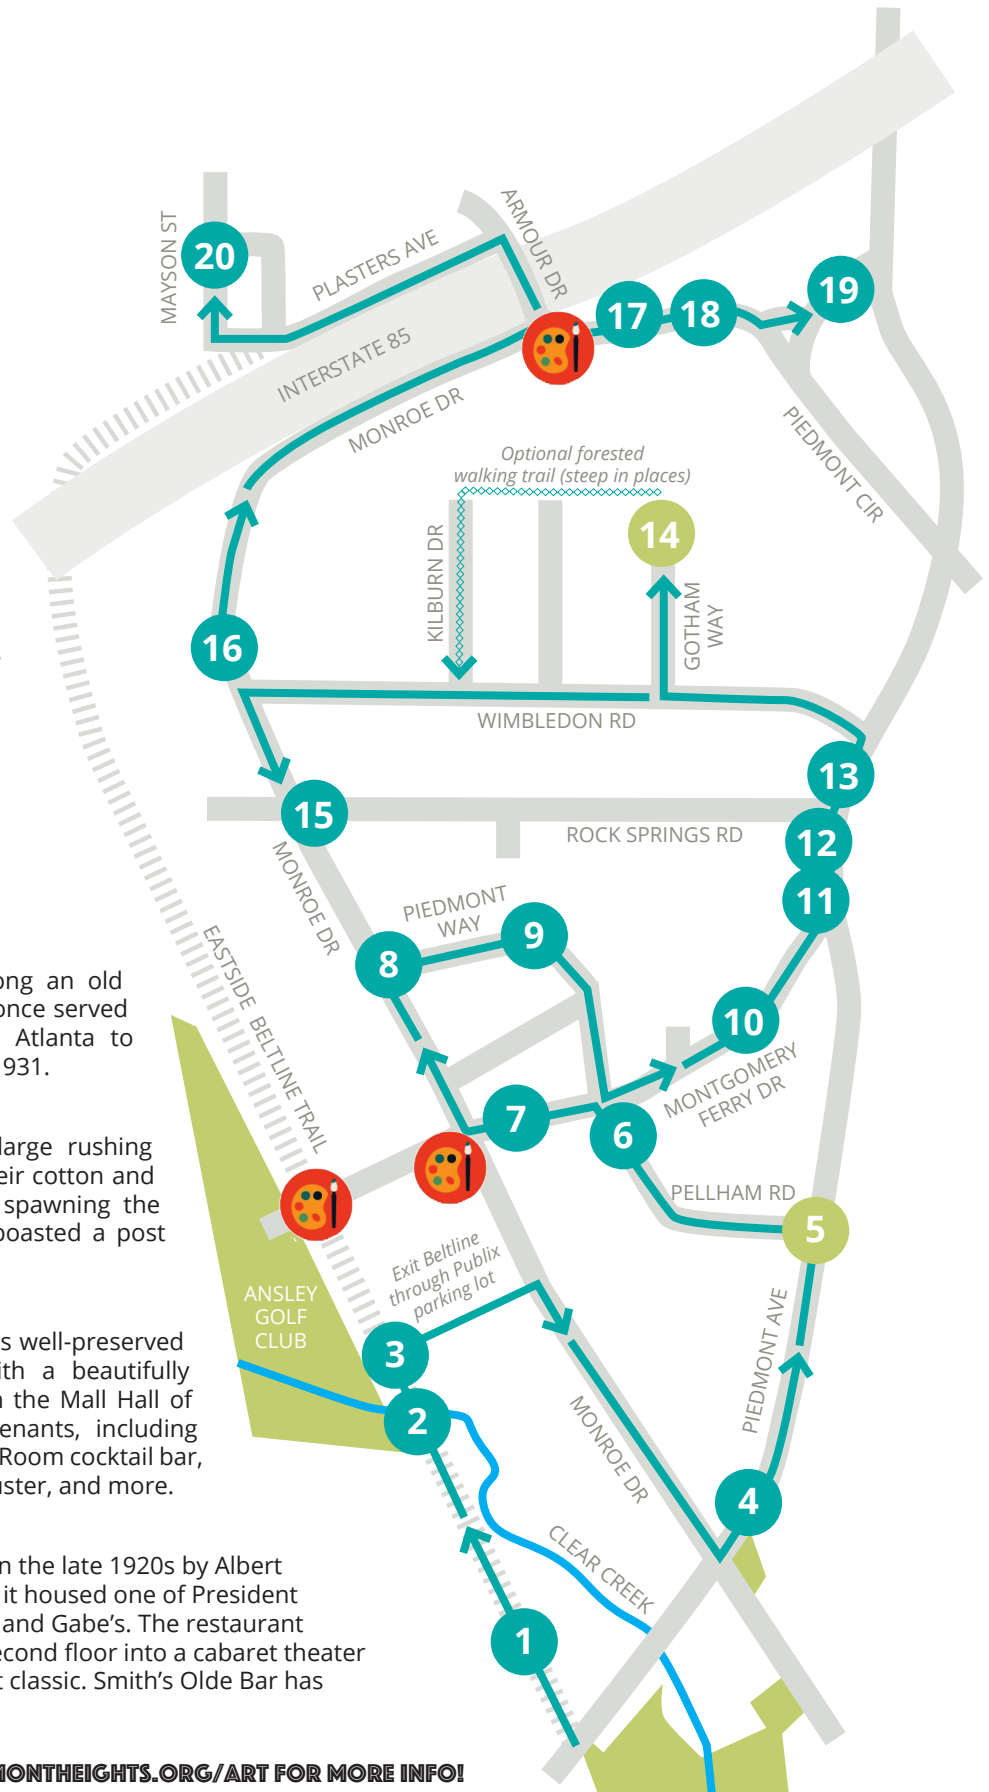 MAYSON ST
20
PLASTERS AVE
ARMOUR DR
INTERSTATE 85
MONROE DR
17
18
19
PIEDMONT CIR
Optional forested
walking trail (steep in places)
14
KILBURN DR
GOTHAM
WAY
16
WIMBLEDON RD
13
15
ROCK SPRINGS RD
12
11
MONROE DR
PIEDMONT
WAY
8
9
10
MONTGOMERY
FERRY DR
EASTSIDE BELTLINE TRAIL
7
6
PELLHAM RD
5
Exit Beltline
through Publix
parking lot
ANSLEY
GOLF
CLUB
3
2
PIEDMONT AVE
MONROE DR
4
CLEAR CREEK
1
ong an old
once served
Atlanta to
931.
large rushing
eir cotton and
spawning the
boasted a post
s well-preserved
ith a beautifully
n the Mall Hall of
enants, including
Room cocktail bar,
uster, and more.
n the late 1920s by Albert
it housed one of President
and Gabe’s. The restaurant
econd floor into a cabaret theater
t classic. Smith’s Olde Bar has
MONTHEIGHTS.ORG/ART FOR MORE INFO!